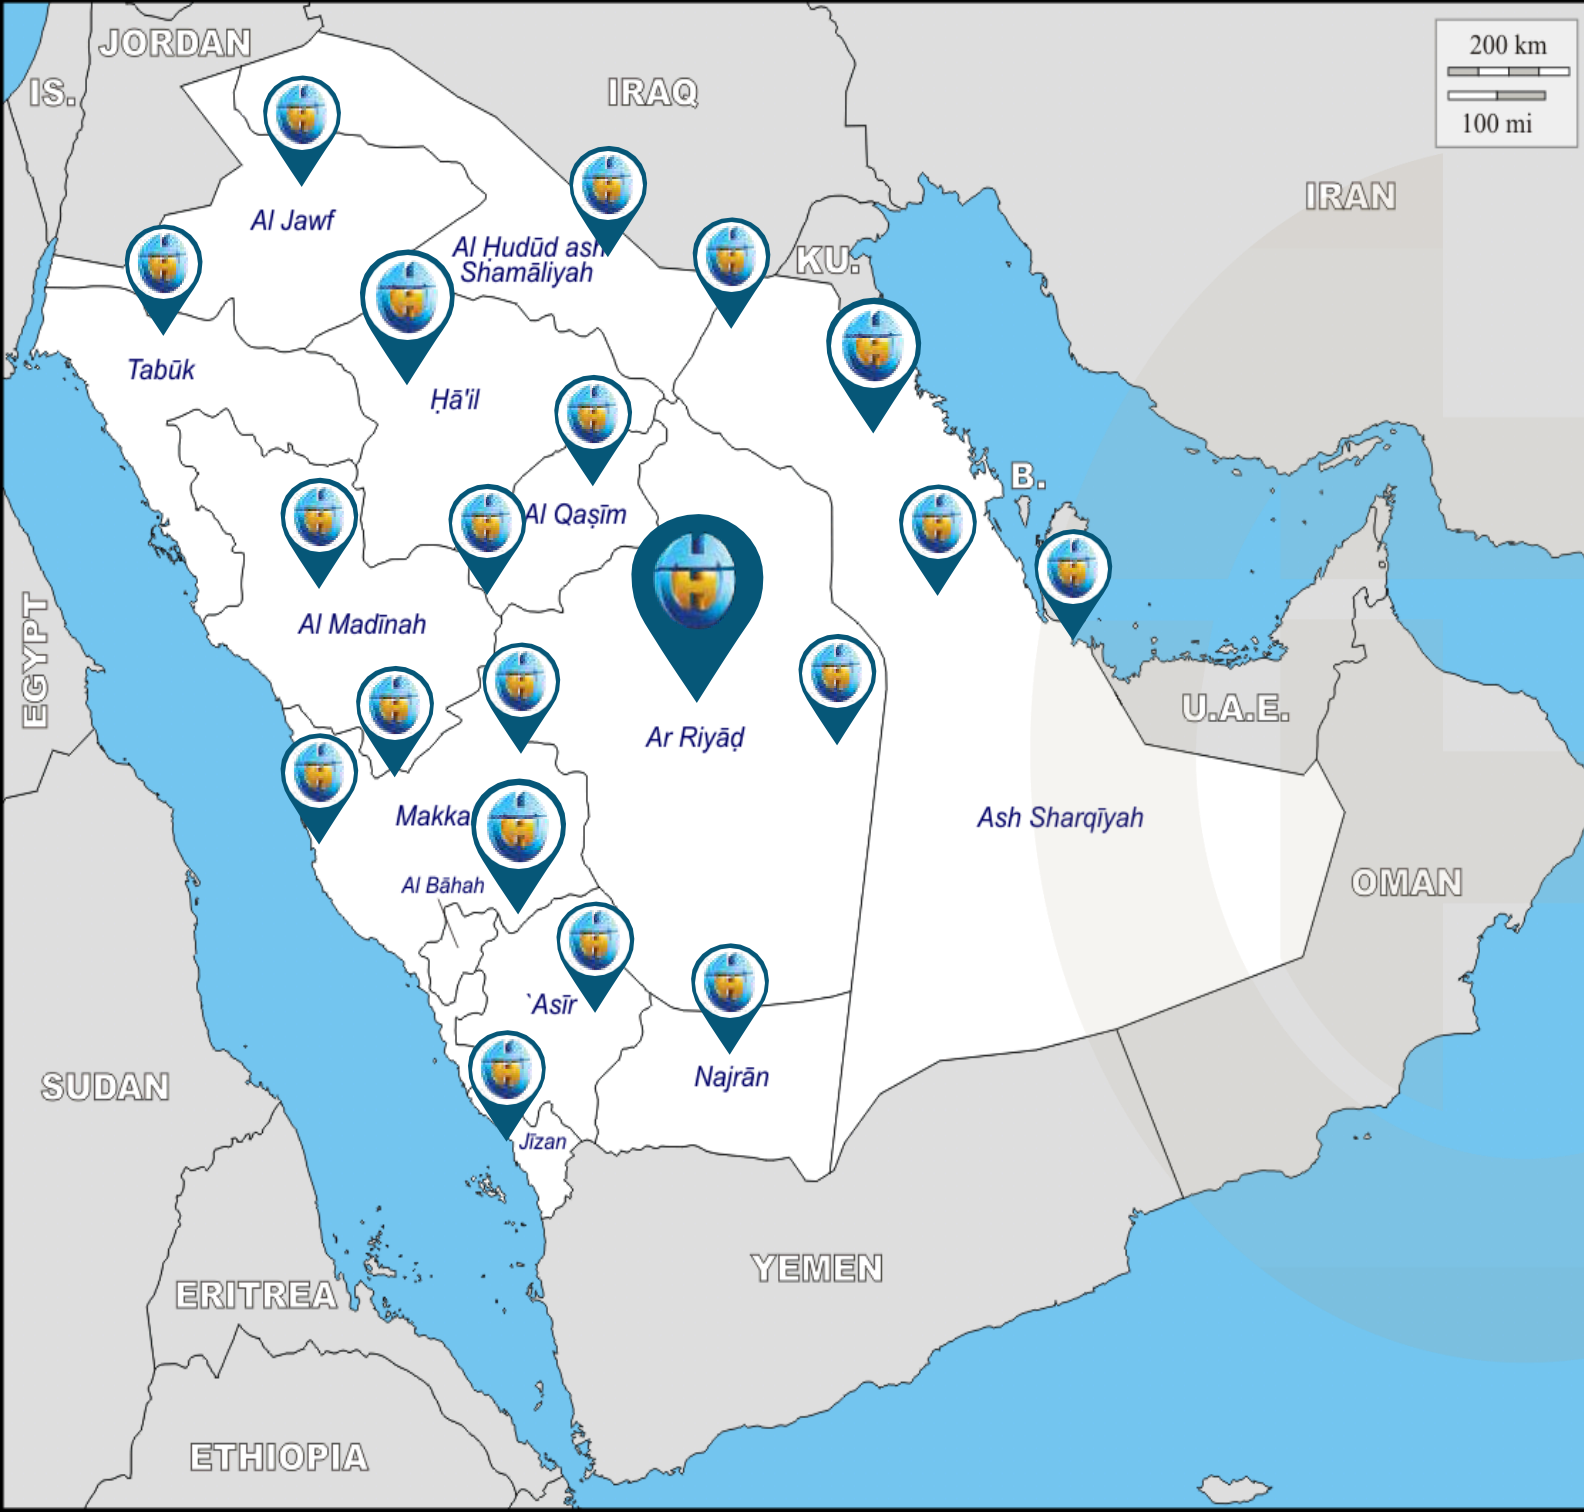 JORDAN
200 km
IS.
IRAQ
100 mi
IRAN
Al Jawf
Al Ḥudūd ash
Shamāliyah
KU.
Tabūk
Ḥā'il
B.
Al Qaṣīm
EGYPT
Al Madīnah
U.A.E.
Ar Riyāḍ
Makka
Ash Sharqīyah
Al Bāhah
OMAN
`Asīr
Najrān
SUDAN
Jīzan
YEMEN
ERITREA
ETHIOPIA